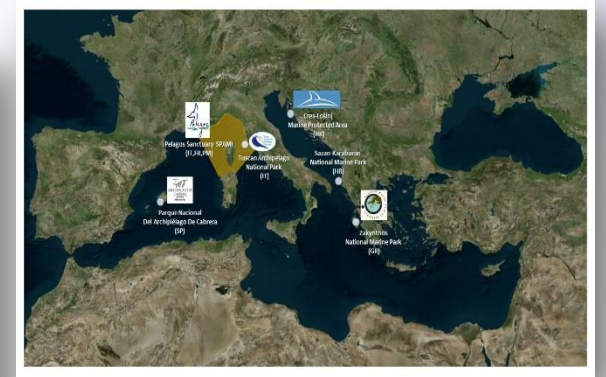 Cres-Lošinj
Marine Protected Area
(HR)
Pelagos Sanctuary SPAMI
(IT,FR,PM)
Tuscan Archipelago
National Park
(IT)
Sazan Karaburun
National Marine Park
(HR)
Parque Nacional
Del Archipiélago De Cabrera
(SP)
Zakynthos
National Marine Park
(GR)